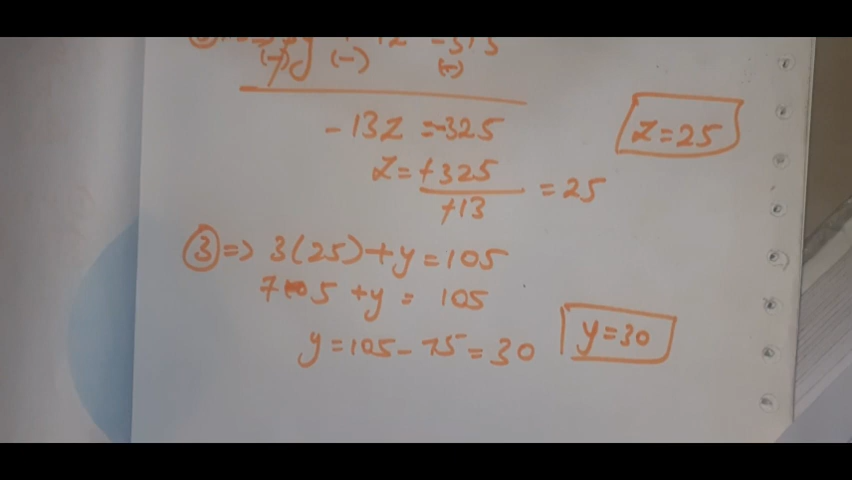 (-) (-) (-)
-13Z = -325
Z = 25
Z = +325 / +13 = 25
③ => 3(25) + y = 105
75 + y = 105
y = 105 - 75 = 30
y = 30